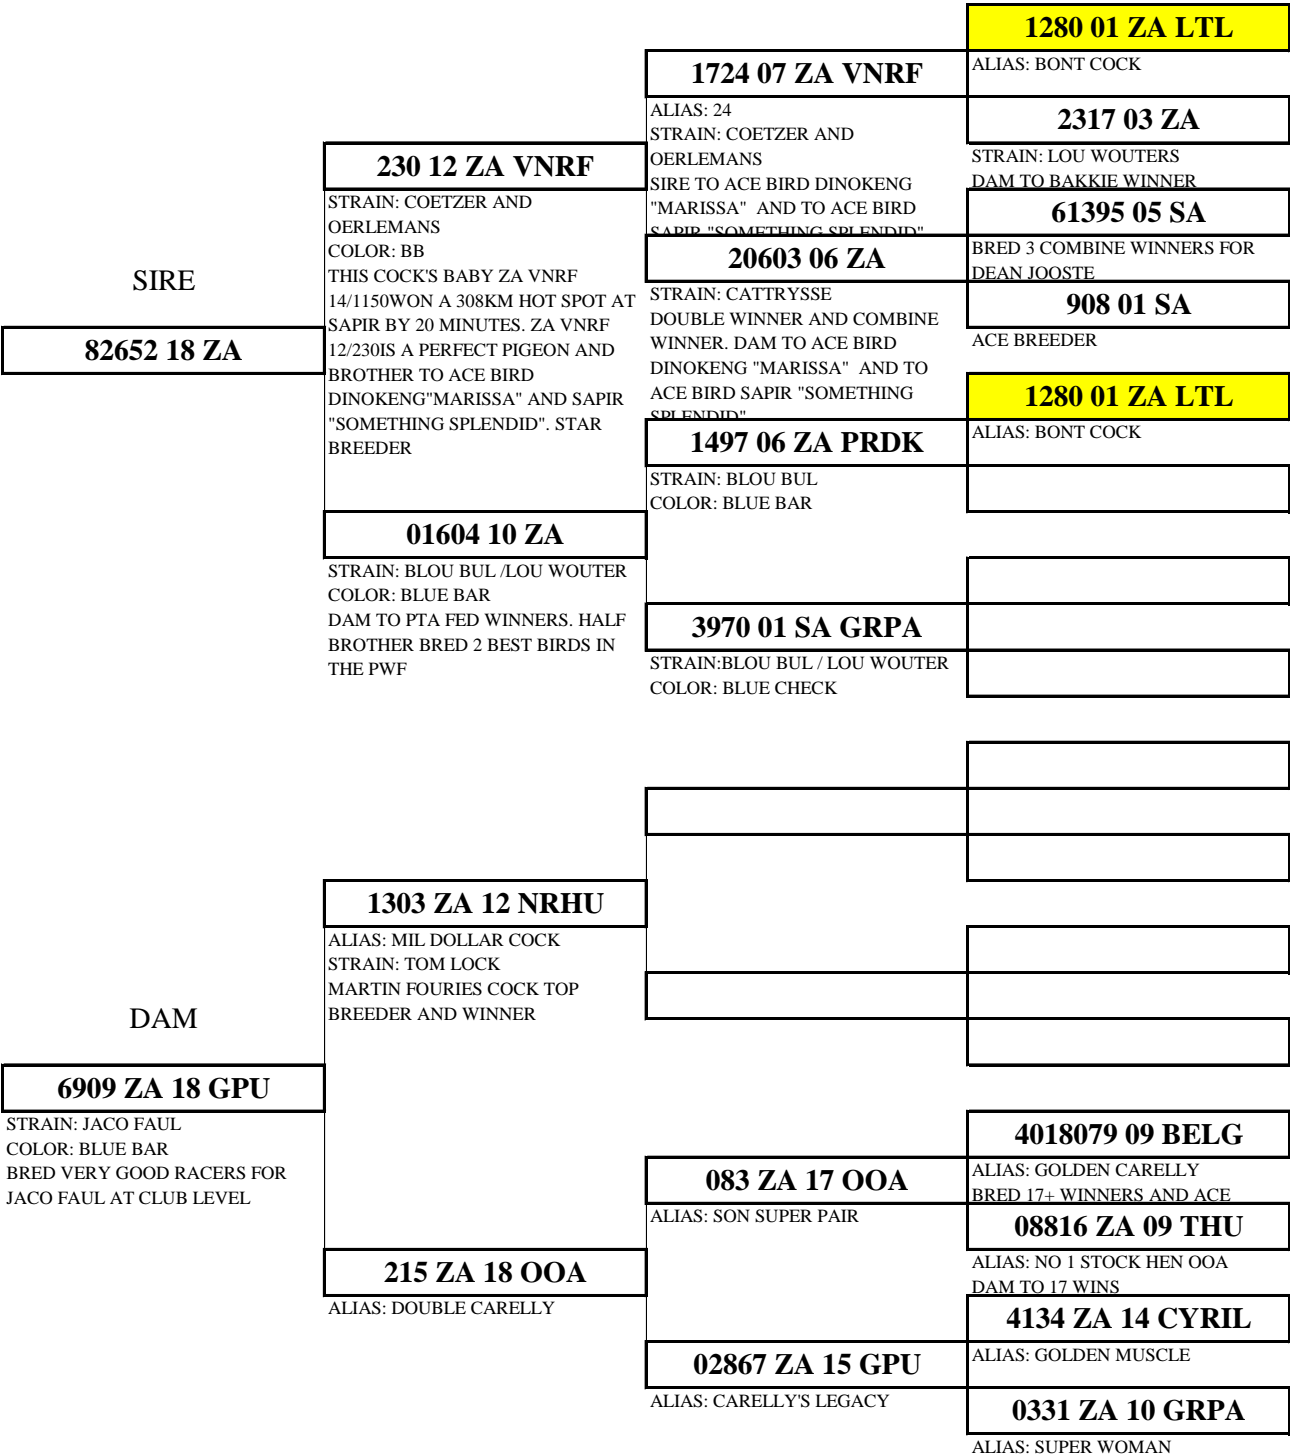 SIRE
82652 18 ZA
230 12 ZA VNRF
STRAIN: COETZER AND
OERLEMANS
COLOR: BB
THIS COCK'S BABY ZA VNRF
14/1150WON A 308KM HOT SPOT AT
SAPIR BY 20 MINUTES. ZA VNRF
12/230IS A PERFECT PIGEON AND
BROTHER TO ACE BIRD
DINOKENG"MARISSA" AND SAPIR
"SOMETHING SPLENDID". STAR
BREEDER
01604 10 ZA
STRAIN: BLOU BUL /LOU WOUTER
COLOR: BLUE BAR
DAM TO PTA FED WINNERS. HALF
BROTHER BRED 2 BEST BIRDS IN
THE PWF
1724 07 ZA VNRF
ALIAS: 24
STRAIN: COETZER AND
OERLEMANS
SIRE TO ACE BIRD DINOKENG
"MARISSA"  AND TO ACE BIRD
SAPIR "SOMETHING SPLENDID"
20603 06 ZA
STRAIN: CATTRYSSE
DOUBLE WINNER AND COMBINE
WINNER. DAM TO ACE BIRD
DINOKENG "MARISSA"  AND TO
ACE BIRD SAPIR "SOMETHING
SPLENDID"
1497 06 ZA PRDK
STRAIN: BLOU BUL
COLOR: BLUE BAR
3970 01 SA GRPA
STRAIN:BLOU BUL / LOU WOUTER
COLOR: BLUE CHECK
1280 01 ZA LTL
ALIAS: BONT COCK
2317 03 ZA
STRAIN: LOU WOUTERS
DAM TO BAKKIE WINNER
61395 05 SA
BRED 3 COMBINE WINNERS FOR
DEAN JOOSTE
908 01 SA
ACE BREEDER
1280 01 ZA LTL
ALIAS: BONT COCK
DAM
6909 ZA 18 GPU
STRAIN: JACO FAUL
COLOR: BLUE BAR
BRED VERY GOOD RACERS FOR
JACO FAUL AT CLUB LEVEL
1303 ZA 12 NRHU
ALIAS: MIL DOLLAR COCK
STRAIN: TOM LOCK
MARTIN FOURIES COCK TOP
BREEDER AND WINNER
215 ZA 18 OOA
ALIAS: DOUBLE CARELLY
083 ZA 17 OOA
ALIAS: SON SUPER PAIR
02867 ZA 15 GPU
ALIAS: CARELLY'S LEGACY
4018079 09 BELG
ALIAS: GOLDEN CARELLY
BRED 17+ WINNERS AND ACE
08816 ZA 09 THU
ALIAS: NO 1 STOCK HEN OOA
DAM TO 17 WINS
4134 ZA 14 CYRIL
ALIAS: GOLDEN MUSCLE
0331 ZA 10 GRPA
ALIAS: SUPER WOMAN